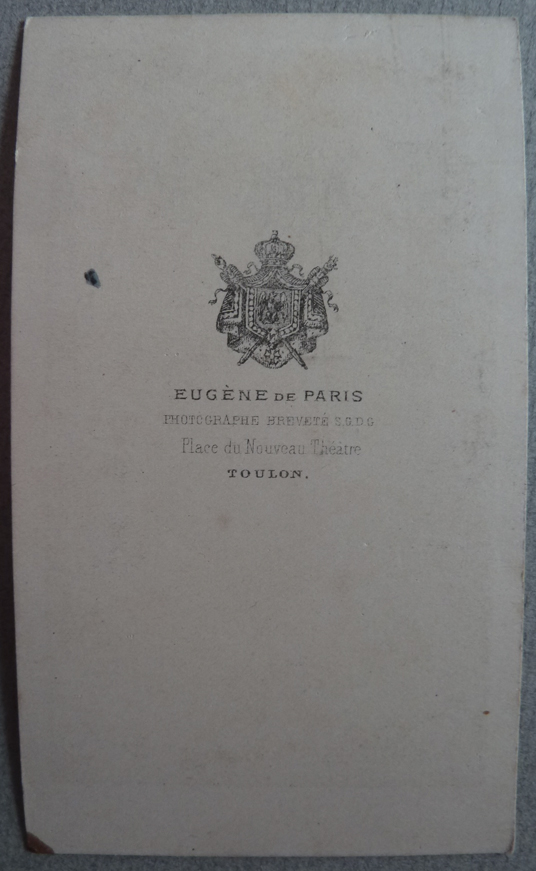 EUGÈNE DE PARIS
PHOTOGRAPHE BREVETÉ S.G.D.G
Place du Nouveau Théâtre
TOULON.